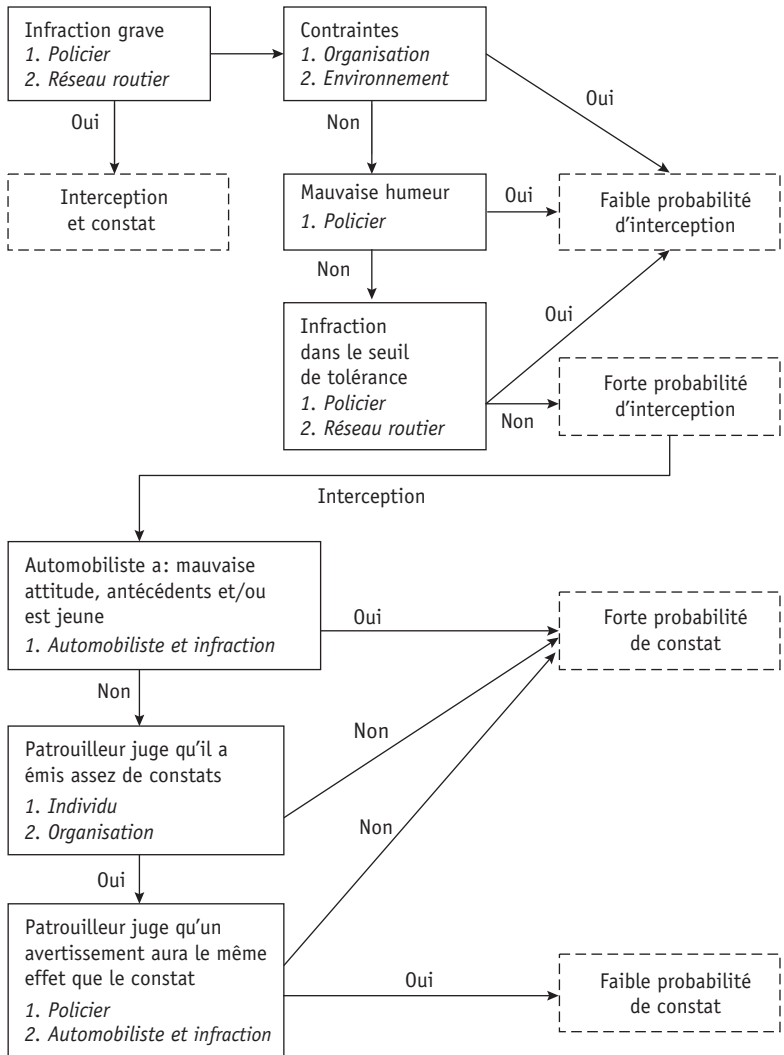 Infraction grave
1. Policier
2. Réseau routier
Contraintes
1. Organisation
2. Environnement
Oui
Non
Oui
Interception
et constat
Mauvaise humeur
1. Policier
Oui
Faible probabilité
d'interception
Non
Infraction
dans le seuil
de tolérance
1. Policier
2. Réseau routier
Oui
Non
Forte probabilité
d'interception
Interception
Automobiliste a: mauvaise
attitude, antécédents et/ou
est jeune
1. Automobiliste et infraction
Oui
Forte probabilité
de constat
Non
Patrouilleur juge qu'il a
émis assez de constats
1. Individu
2. Organisation
Non
Non
Oui
Patrouilleur juge qu'un
avertissement aura le même
effet que le constat
1. Policier
2. Automobiliste et infraction
Oui
Faible probabilité
de constat